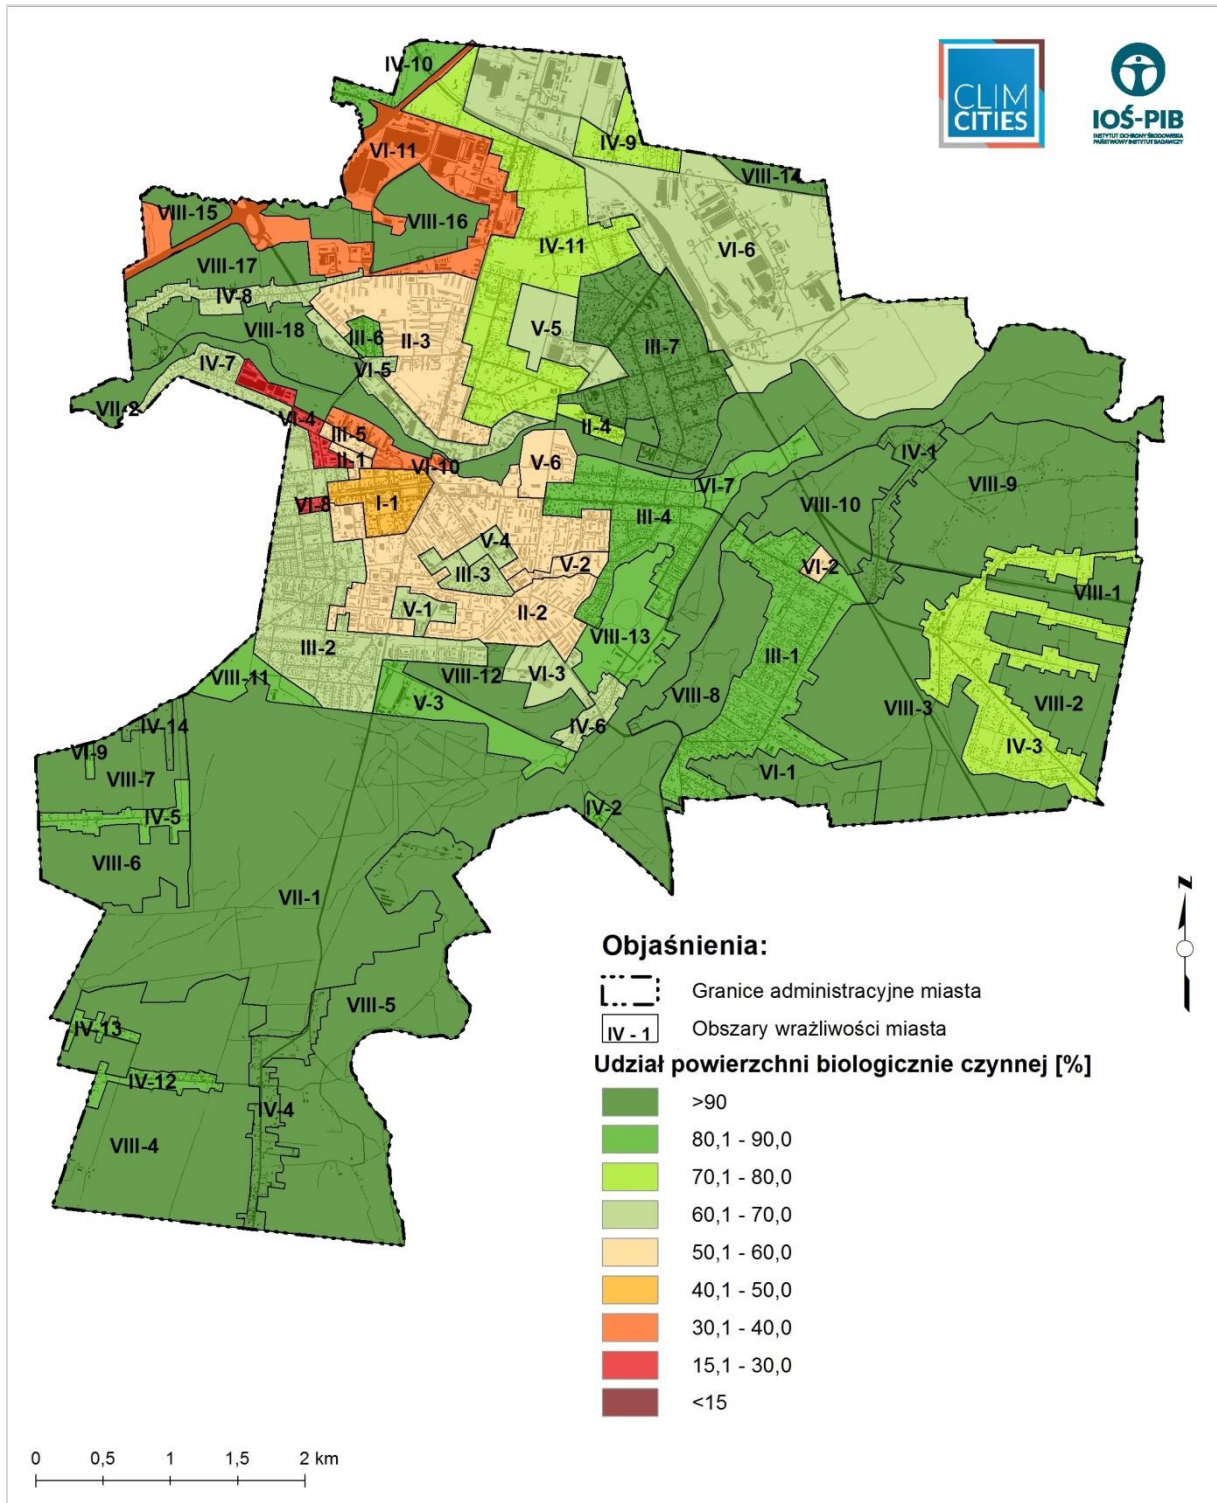 IV-10
CLIM
CITIES
IOŚ-PIB
INSTYTUT OCHRONY ŚRODOWISKA
PAŃSTWOWY INSTYTUT BADAWCZY
VI-11
IV-9
VIII-14
VIII-15
VIII-16
IV-11
VI-6
VIII-17
IV-8
VIII-18
III-6
II-3
V-5
III-7
IV-7
VI-5
VII-2
VI-4
III-5
II-4
II-1
VI-10
V-6
IV-1
VI-7
VIII-9
VI-8
I-1
III-4
VIII-10
V-4
III-3
V-2
VI-2
V-1
II-2
VIII-1
VIII-13
III-2
III-1
VIII-11
VIII-12
VI-3
V-3
VIII-8
VIII-3
VIII-2
IV-14
IV-6
IV-3
VI-9
VIII-7
VI-1
IV-5
IV-2
VIII-6
VII-1
N
VIII-5
IV-13
IV-12
IV-4
VIII-4
Objaśnienia:
Granice administracyjne miasta
IV - 1 Obszary wrażliwości miasta
Udział powierzchni biologicznie czynnej [%]
>90
80,1 - 90,0
70,1 - 80,0
60,1 - 70,0
50,1 - 60,0
40,1 - 50,0
30,1 - 40,0
15,1 - 30,0
<15
0 0,5 1 1,5 2 km